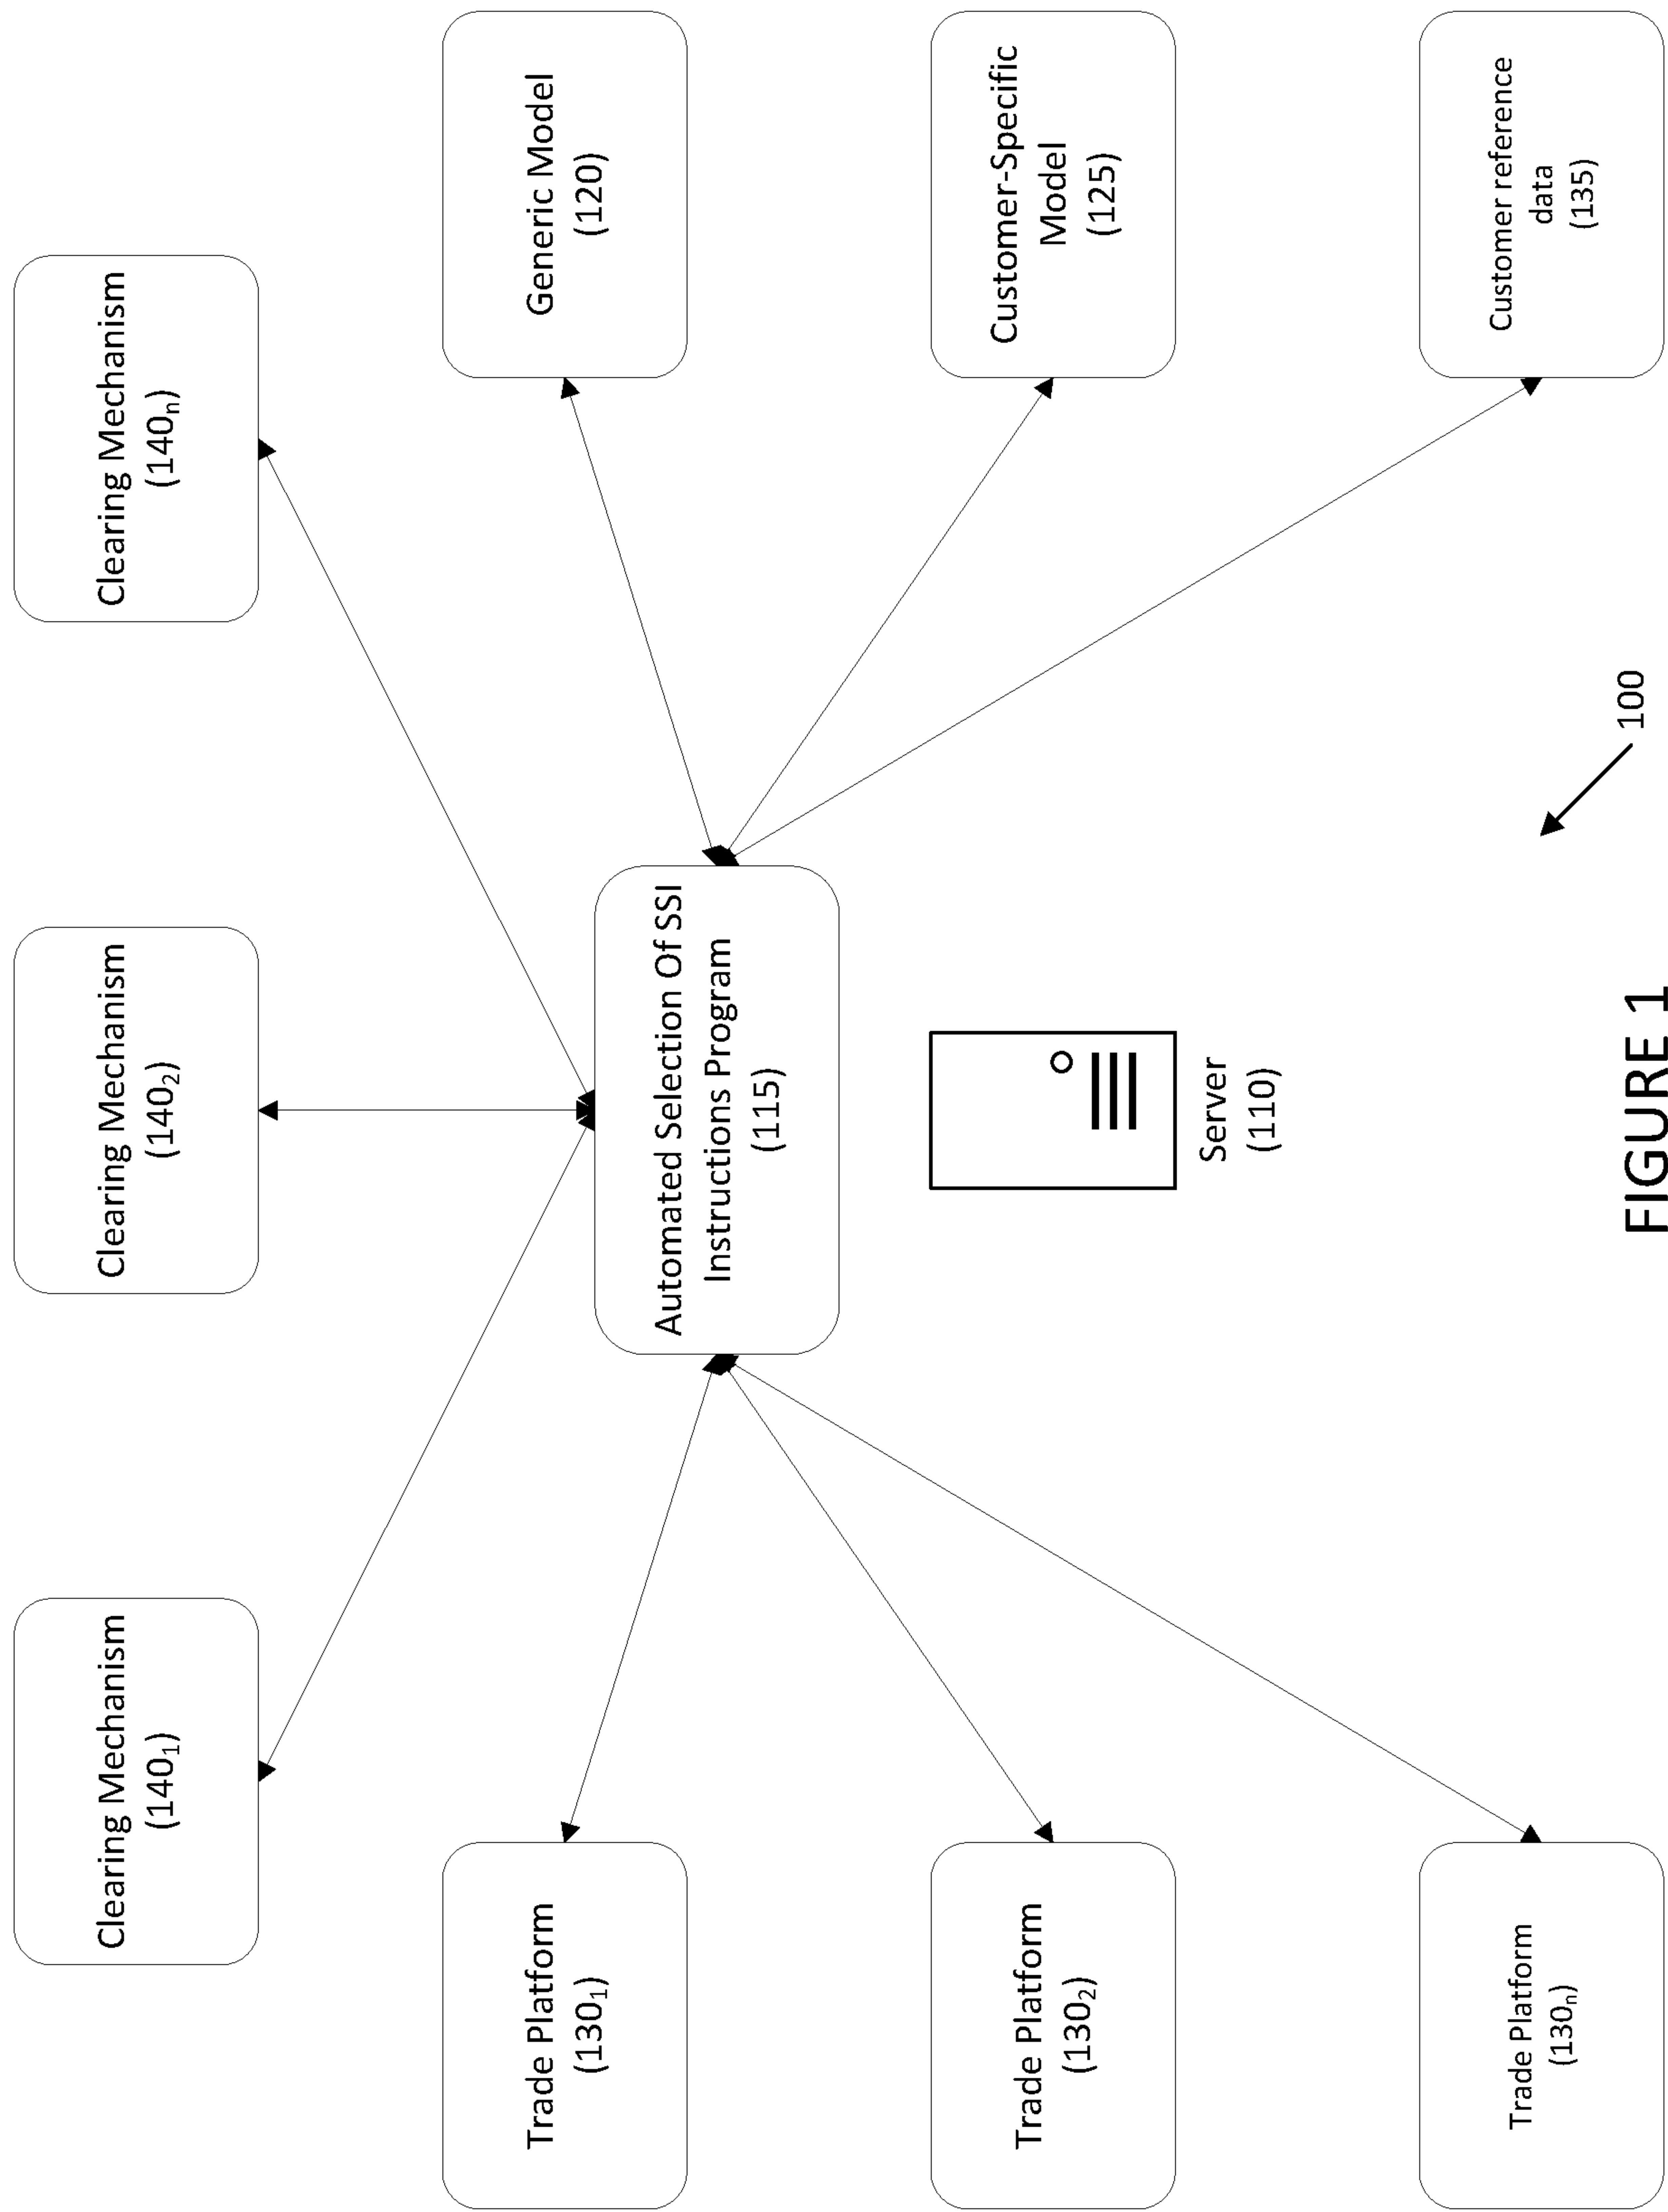 Clearing Mechanism
(140₁)
Clearing Mechanism
(140₂)
Clearing Mechanism
(140ₙ)
Trade Platform
(130₁)
Automated Selection Of SSI
Instructions Program
(115)
Generic Model
(120)
Trade Platform
(130₂)
Server
(110)
Customer-Specific
Model
(125)
Trade Platform
(130ₙ)
Customer reference
data
(135)
100
FIGURE 1